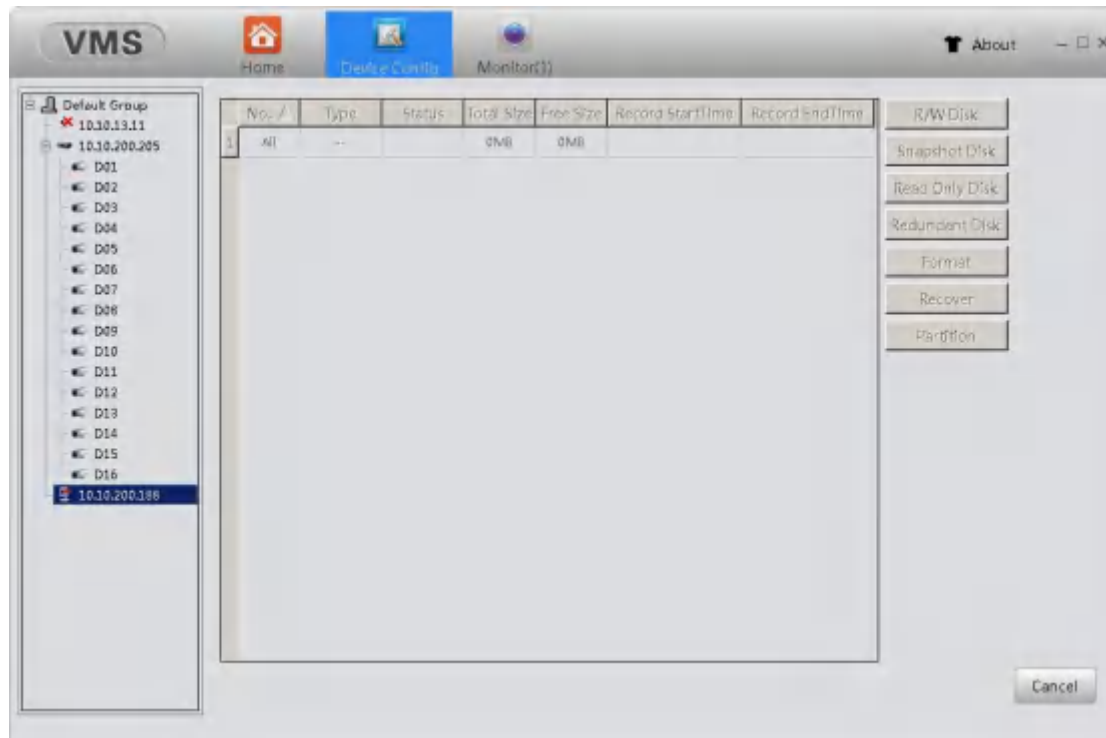 VMS
Home
Device Config
Monitor(1)
About
Default Group
10.10.13.11
10.10.200.205
D01
D02
D03
D04
D05
D06
D07
D08
D09
D10
D11
D12
D13
D14
D15
D16
10.10.200.188
No. Type Status Total Size Free Size Record StartTime Record EndTime
1 All -- 0MB 0MB
R/W Disk
Snapshot Disk
Read Only Disk
Redundant Disk
Format
Recover
Partition
Cancel